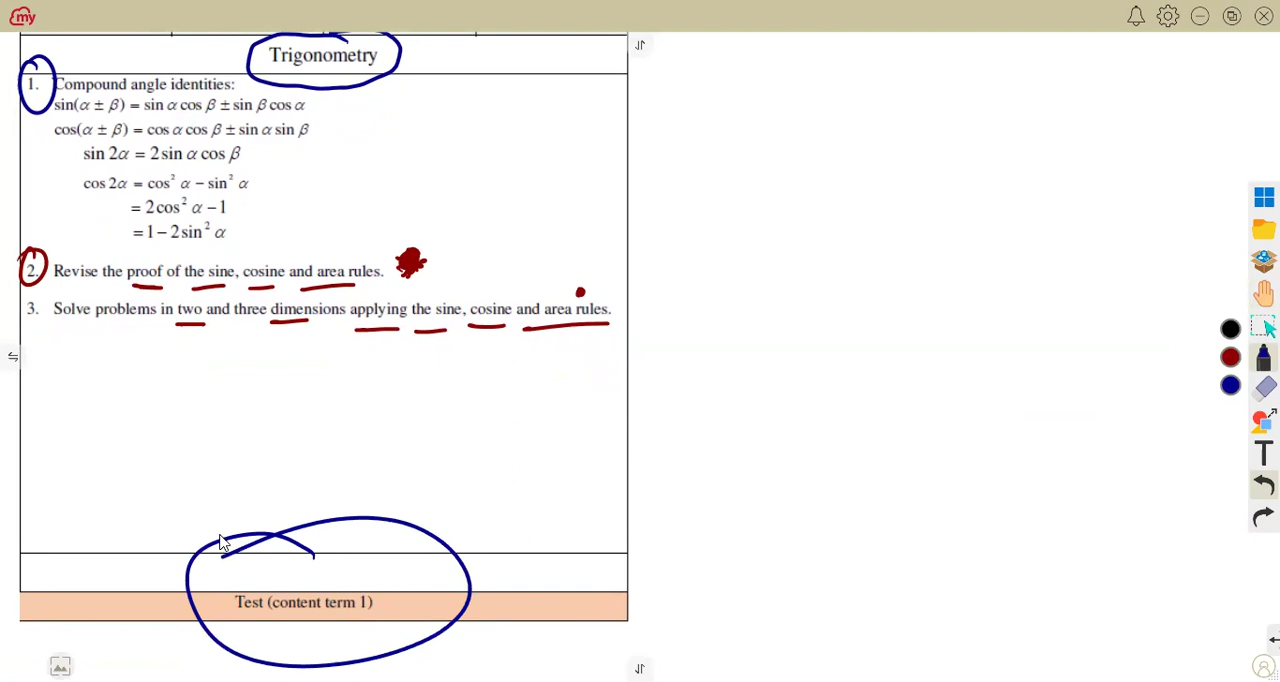 my
Trigonometry
1. Compound angle identities:
sin(α ± β) = sin α cos β ± sin β cos α
cos(α ± β) = cos α cos β ± sin α sin β
sin 2α = 2 sin α cos β
cos 2α = cos² α − sin² α
= 2cos² α − 1
= 1 − 2 sin² α
2. Revise the proof of the sine, cosine and area rules.
3. Solve problems in two and three dimensions applying the sine, cosine and area rules.
Test (content term 1)